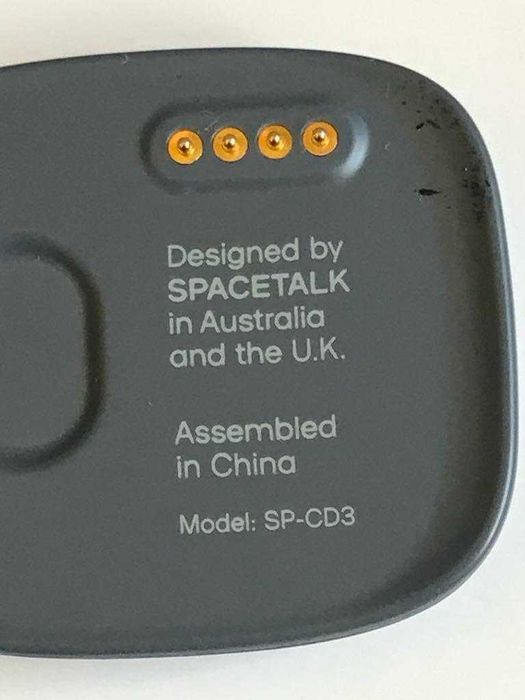 Designed by
SPACETALK
in Australia
and the U.K.
Assembled
in China
Model: SP-CD3